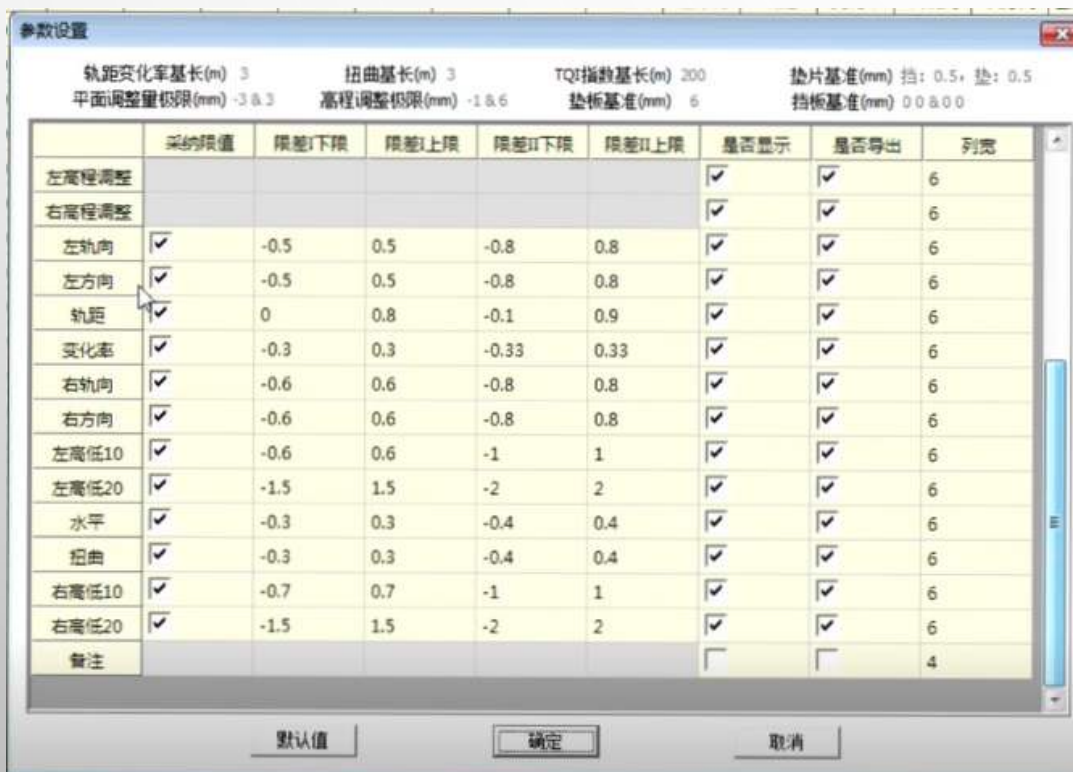 参数设置
轨距变化率基长(m) 3 扭曲基长(m) 3 TQI指数基长(m) 200 垫片基准(mm) 挡: 0.5, 垫: 0.5
平面调整量极限(mm) -3&3 高程调整极限(mm) -1&6 垫板基准(mm) 6 挡板基准(mm) 0 0 & 0 0
采纳限值 限差I下限 限差I上限 限差II下限 限差II上限 是否显示 是否导出 列宽
左高程调整 6
右高程调整 6
左轨向 -0.5 0.5 -0.8 0.8 6
左方向 -0.5 0.5 -0.8 0.8 6
轨距 0 0.8 -0.1 0.9 6
变化率 -0.3 0.3 -0.33 0.33 6
右轨向 -0.6 0.6 -0.8 0.8 6
右方向 -0.6 0.6 -0.8 0.8 6
左高低10 -0.6 0.6 -1 1 6
左高低20 -1.5 1.5 -2 2 6
水平 -0.3 0.3 -0.4 0.4 6
扭曲 -0.3 0.3 -0.4 0.4 6
右高低10 -0.7 0.7 -1 1 6
右高低20 -1.5 1.5 -2 2 6
备注 4
默认值 确定 取消